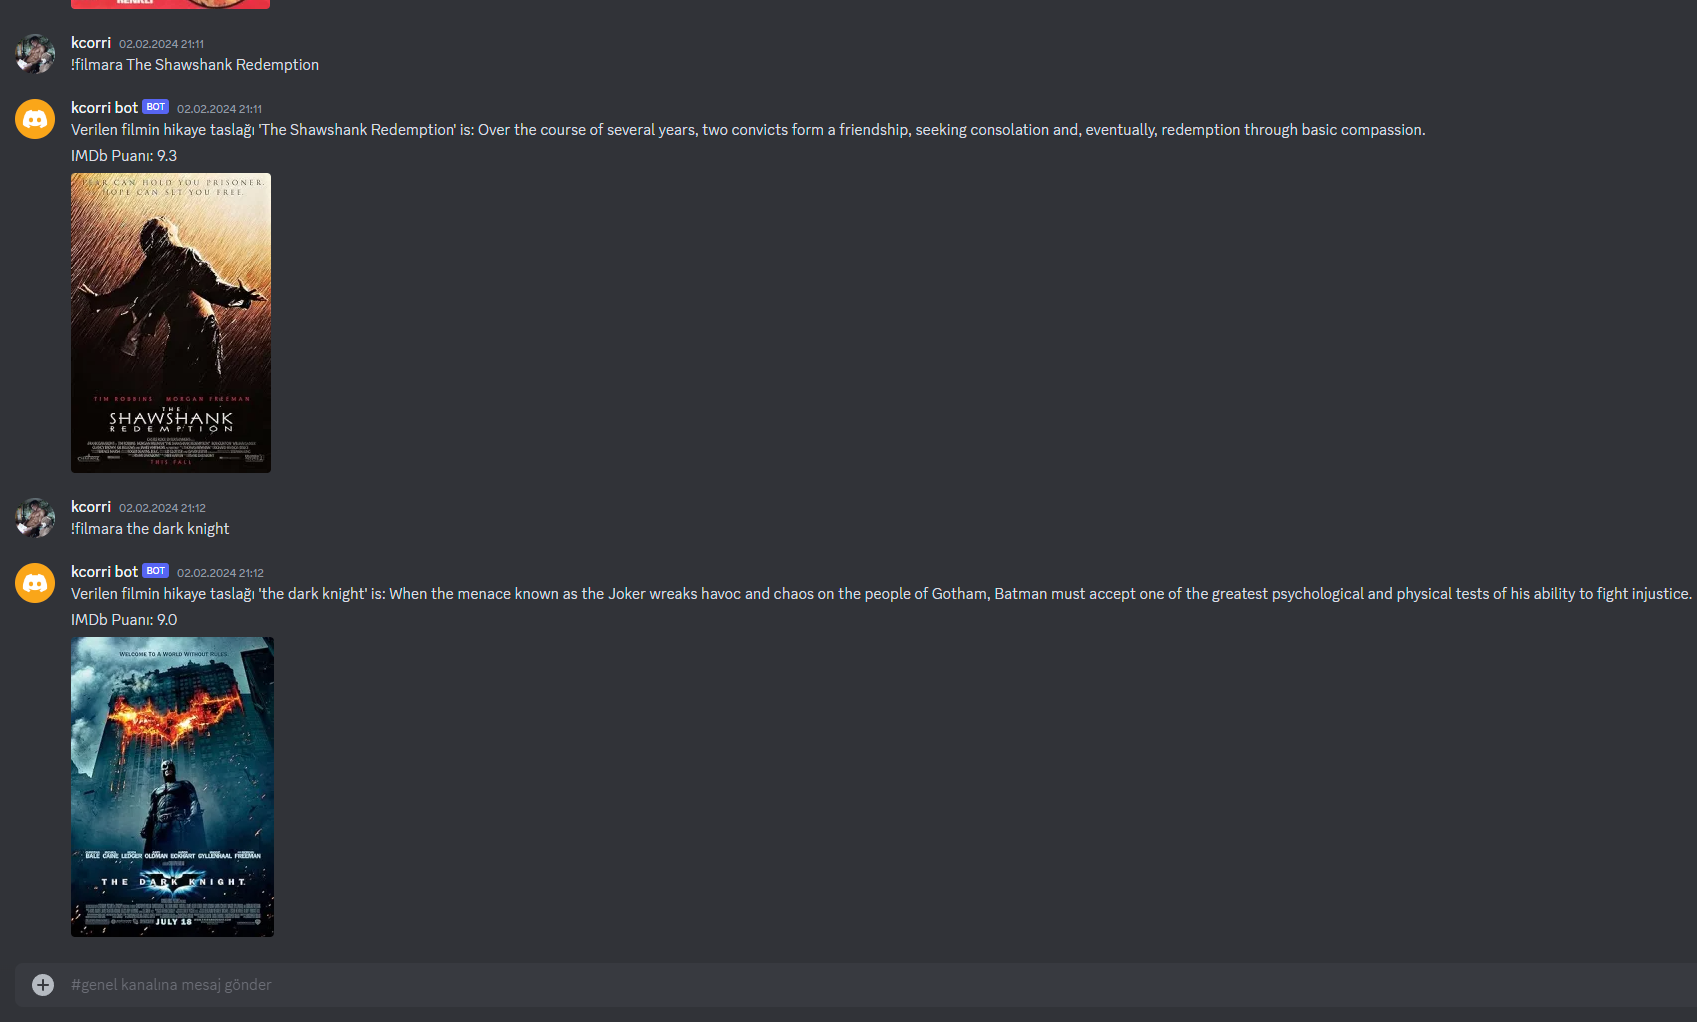 RENKLİ
kcorri 02.02.2024 21:11
!filmara The Shawshank Redemption
kcorri bot BOT 02.02.2024 21:11
Verilen filmin hikaye taslağı 'The Shawshank Redemption' is: Over the course of several years, two convicts form a friendship, seeking consolation and, eventually, redemption through basic compassion.
IMDb Puanı: 9.3
FEAR CAN HOLD YOU PRISONER.
HOPE CAN SET YOU FREE.
TIM ROBBINS MORGAN FREEMAN
THE
SHAWSHANK
REDEMPTION
THIS FALL
kcorri 02.02.2024 21:12
!filmara the dark knight
kcorri bot BOT 02.02.2024 21:12
Verilen filmin hikaye taslağı 'the dark knight' is: When the menace known as the Joker wreaks havoc and chaos on the people of Gotham, Batman must accept one of the greatest psychological and physical tests of his ability to fight injustice.
IMDb Puanı: 9.0
WELCOME TO A WORLD WITHOUT RULES.
BALE CAINE LEDGER OLDMAN ECKHART GYLLENHAAL FREEMAN
THE DARK KNIGHT
JULY 18
#genel kanalına mesaj gönder